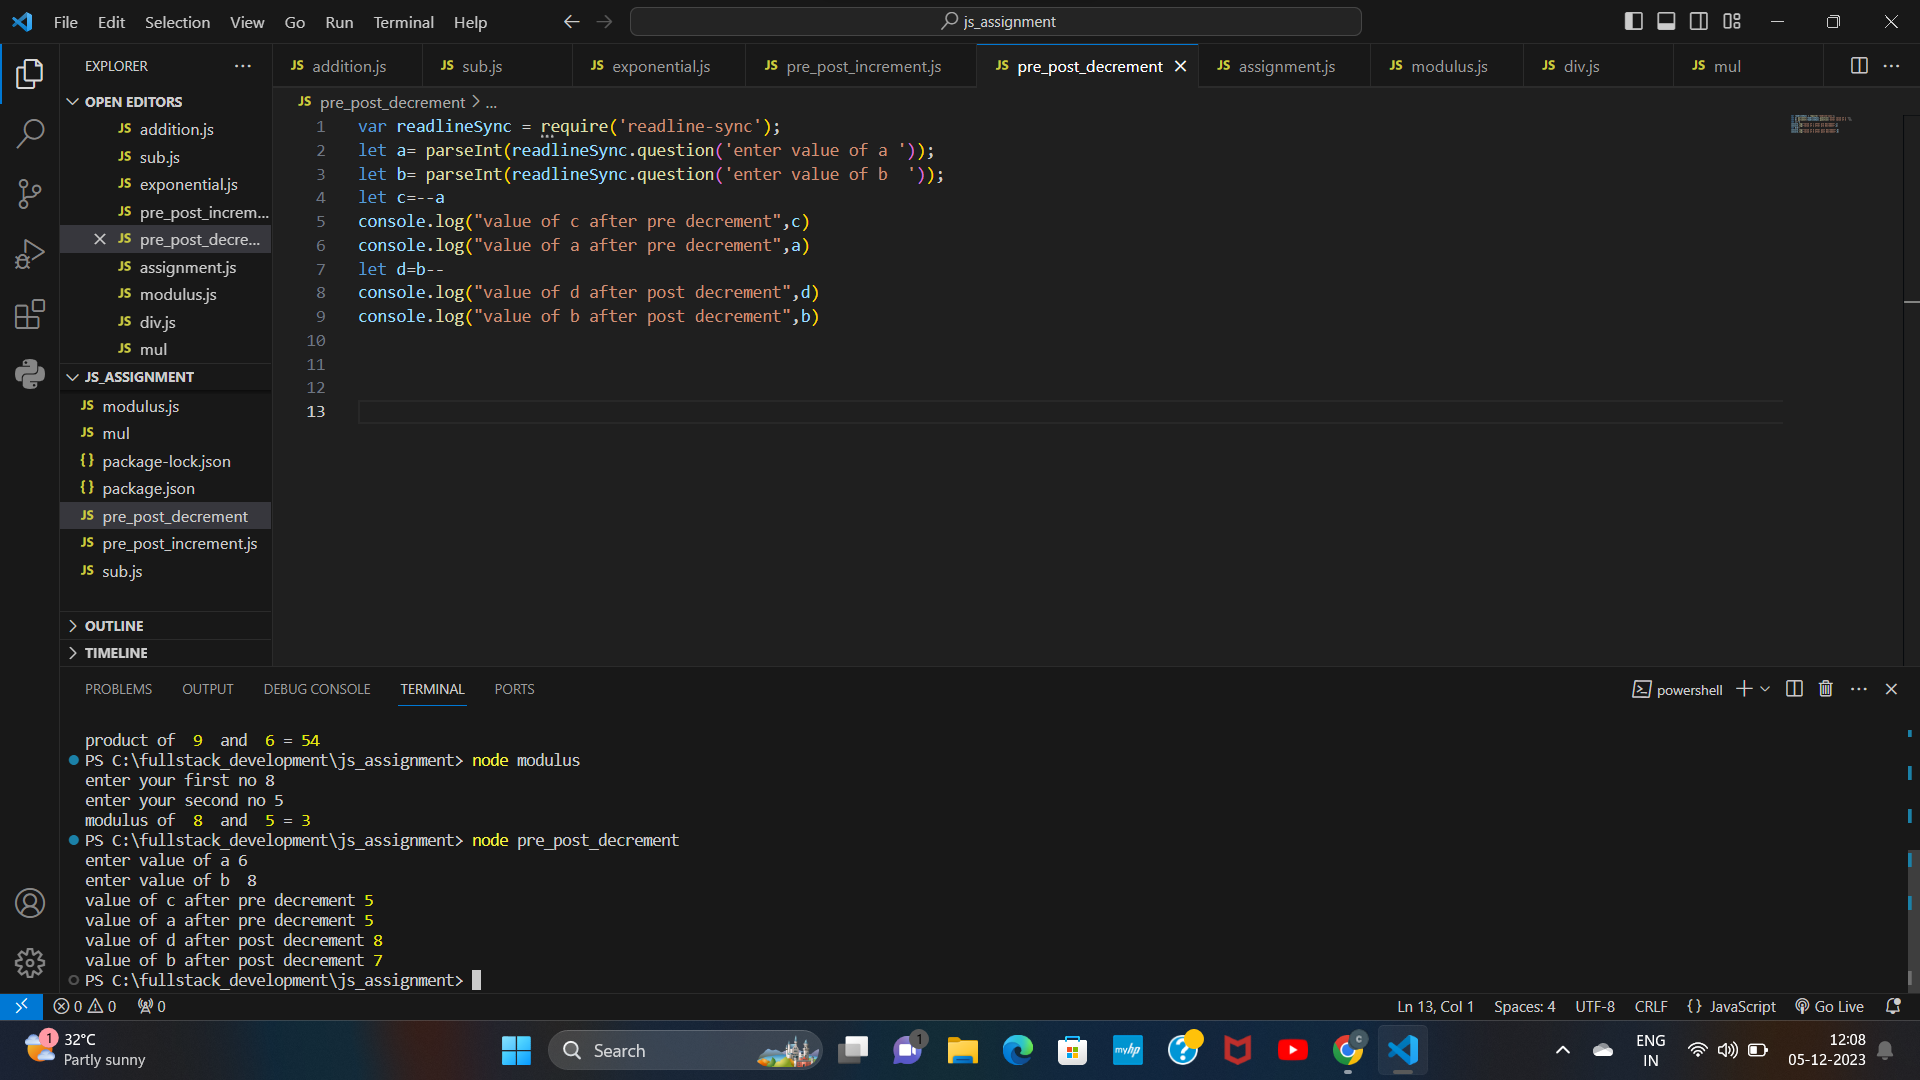 File Edit Selection View Go Run Terminal Help js_assignment
EXPLORER
JS addition.js JS sub.js JS exponential.js JS pre_post_increment.js JS pre_post_decrement JS assignment.js JS modulus.js JS div.js JS mul
OPEN EDITORS
JS addition.js
JS sub.js
JS exponential.js
JS pre_post_increm...
JS pre_post_decre...
JS assignment.js
JS modulus.js
JS div.js
JS mul
JS_ASSIGNMENT
JS modulus.js
JS mul
{} package-lock.json
{} package.json
JS pre_post_decrement
JS pre_post_increment.js
JS sub.js
OUTLINE
TIMELINE
JS pre_post_decrement > ...
1 var readlineSync = require('readline-sync');
2 let a= parseInt(readlineSync.question('enter value of a '));
3 let b= parseInt(readlineSync.question('enter value of b  '));
4 let c=--a
5 console.log("value of c after pre decrement",c)
6 console.log("value of a after pre decrement",a)
7 let d=b--
8 console.log("value of d after post decrement",d)
9 console.log("value of b after post decrement",b)
10
11
12
13
PROBLEMS OUTPUT DEBUG CONSOLE TERMINAL PORTS powershell
product of  9  and  6 = 54
PS C:\fullstack_development\js_assignment> node modulus
enter your first no 8
enter your second no 5
modulus of  8  and  5 = 3
PS C:\fullstack_development\js_assignment> node pre_post_decrement
enter value of a 6
enter value of b  8
value of c after pre decrement 5
value of a after pre decrement 5
value of d after post decrement 8
value of b after post decrement 7
PS C:\fullstack_development\js_assignment>
0 0 0 Ln 13, Col 1 Spaces: 4 UTF-8 CRLF {} JavaScript Go Live
1 32°C
Partly sunny
Search
1
myhp
?
C
ENG
IN
12:08
05-12-2023